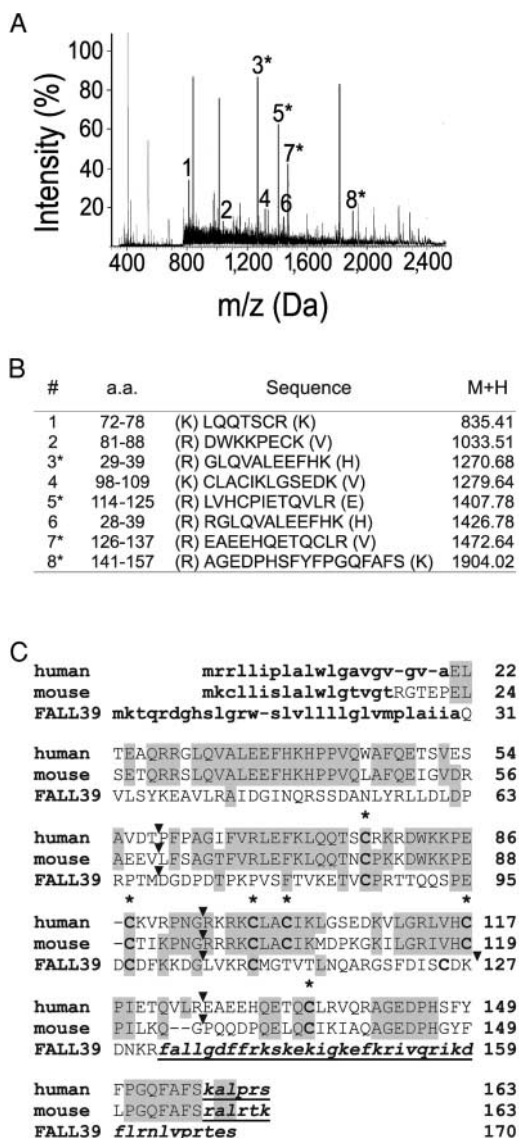 A
Intensity (%)
100
80
60
40
20
1
2
3*
4
5*
6
7*
8*
400 800 1,200 1,600 2,000 2,400
m/z (Da)
B
# a.a. Sequence M+H
1 72-78 (K) LQQTSCR (K) 835.41
2 81-88 (R) DWKKPECK (V) 1033.51
3* 29-39 (R) GLQVALEEFHK (H) 1270.68
4 98-109 (K) CLACIKLGSEDK (V) 1279.64
5* 114-125 (R) LVHCPIETQVLR (E) 1407.78
6 28-39 (R) RGLQVALEEFHK (H) 1426.78
7* 126-137 (R) EAEEHQETQCLR (V) 1472.64
8* 141-157 (R) AGEDPHSFYFPGQFAFS (K) 1904.02
C
human mrrlliplalwlgavgv-gv-aEL 22
mouse mkcllislalwlgtvgtRGTEPEL 24
FALL39 mktqrdghslgrw-slvllllglvmplaiiaQ 31
human TEAQRRGLQVALEEFHKHPPVQWAFQETSVES 54
mouse SETQRRSLQVALEEFHKHPPVQLAFQEIGVDR 56
FALL39 VLSYKEAVLRAIDGINQRSSDANLYRLLDLDP 63
*
human AVDTPFPAGIFVRLEFKLQQTSCRKRDWKKPE 86
mouse AEEVLFSAGTFVRLEFKLQQTNCPKKDWKKPE 88
FALL39 RPTMDGDPDTPKPVSFTVKETVCPRTTQQSPE 95
* * * *
human -CKVRPNGRKRKCLACIKLGSEDKVLGRLVHC 117
mouse -CTIKPNGRRRKCLACIKMDPKGKILGRIVHC 119
FALL39 DCDFKKDGLVKRCMGTVTLNQARGSFDISCDK 127
*
human PIETQVLREAEEHQETQCLRVQRAGEDPHSFY 149
mouse PILKQ--GPQQDPQELQCIKIAQAGEDPHGYF 149
FALL39 DNKRfallgdffrkskekigkefkrivqrikd 159
human FPGQFAFSkalprs 163
mouse LPGQFAFSralrtk 163
FALL39 flrnlvprtes 170